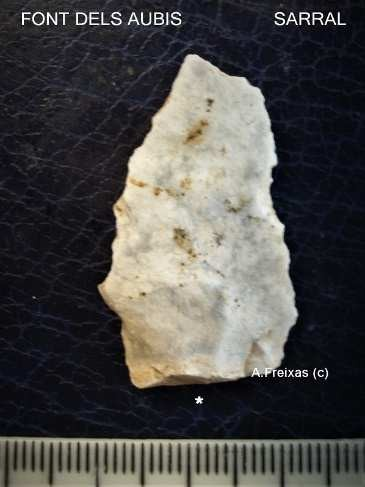 FONT DELS AUBIS SARRAL
A.Freixas (c)
*